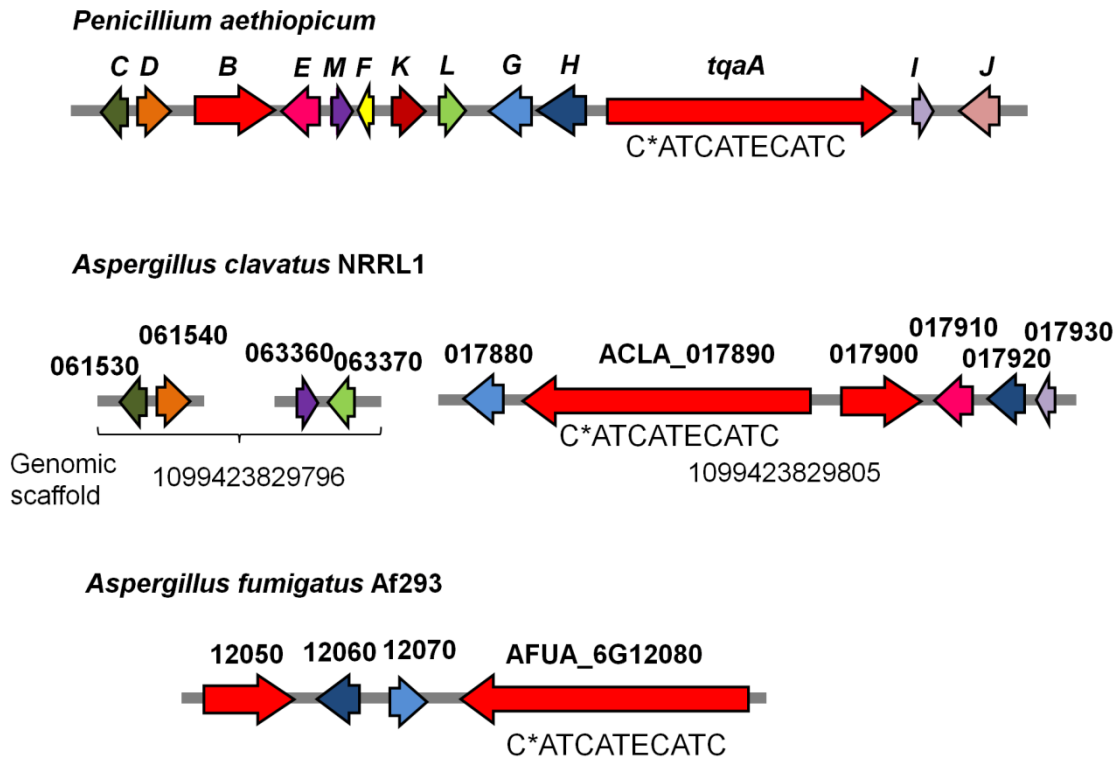 Penicillium aethiopicum
C D B E M F K L G H tqaA I J
C*ATCATECATC
Aspergillus clavatus NRRL1
061530 061540 063360 063370 017880 ACLA_017890 017900 017910 017920 017930
C*ATCATECATC
Genomic
scaffold
1099423829796 1099423829805
Aspergillus fumigatus Af293
12050 12060 12070 AFUA_6G12080
C*ATCATECATC